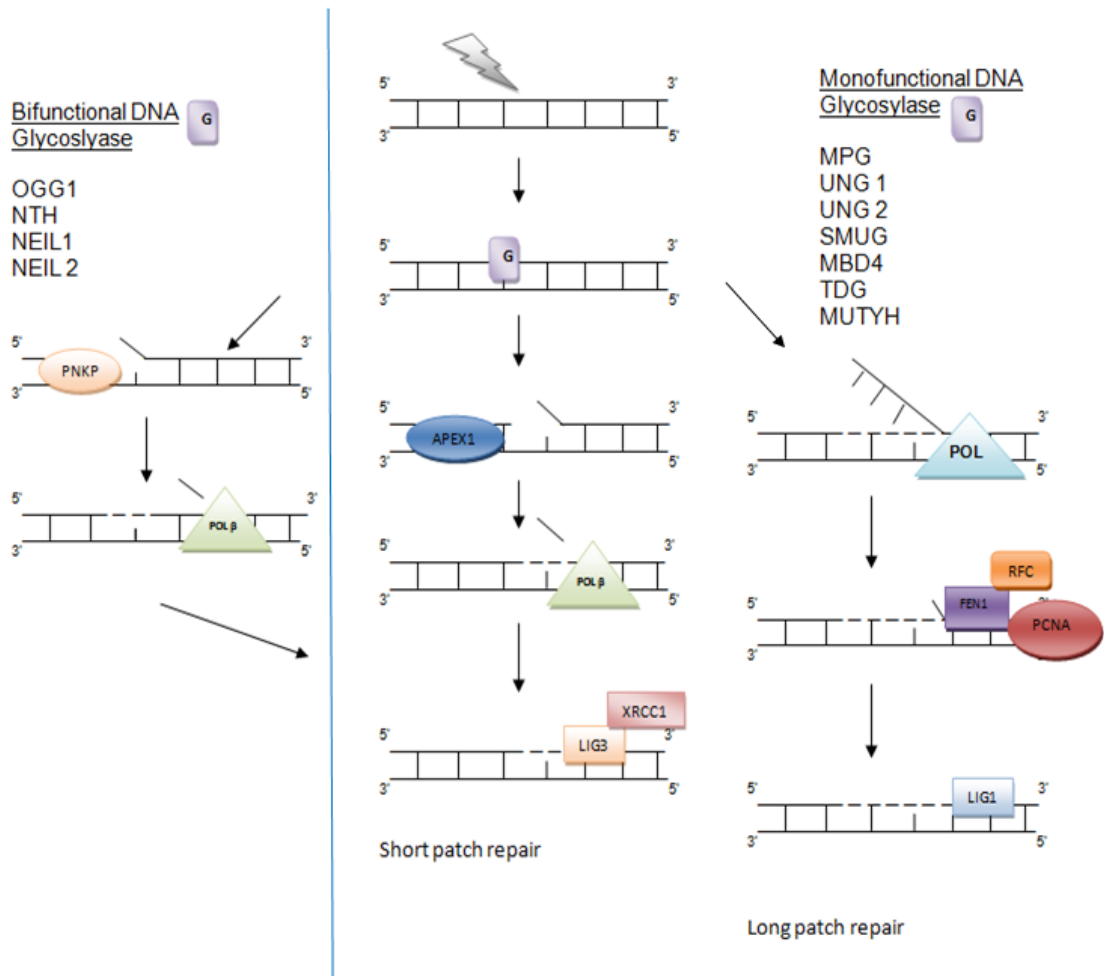 Bifunctional DNA
Glycoslyase
G
OGG1
NTH
NEIL1
NEIL 2
5'
3'
3'
5'
PNKP
5'
3'
POL β
3'
5'
5'
3'
3'
5'
5'
3'
G
3'
5'
5'
3'
APEX1
3'
5'
5'
3'
POL β
3'
5'
XRCC1
5'
3'
LIG3
3'
5'
Short patch repair
Monofunctional DNA
Glycosylase
G
MPG
UNG 1
UNG 2
SMUG
MBD4
TDG
MUTYH
5'
3'
POL
3'
5'
RFC
5'
FEN1
3'
PCNA
3'
5'
3'
LIG1
3'
5'
Long patch repair